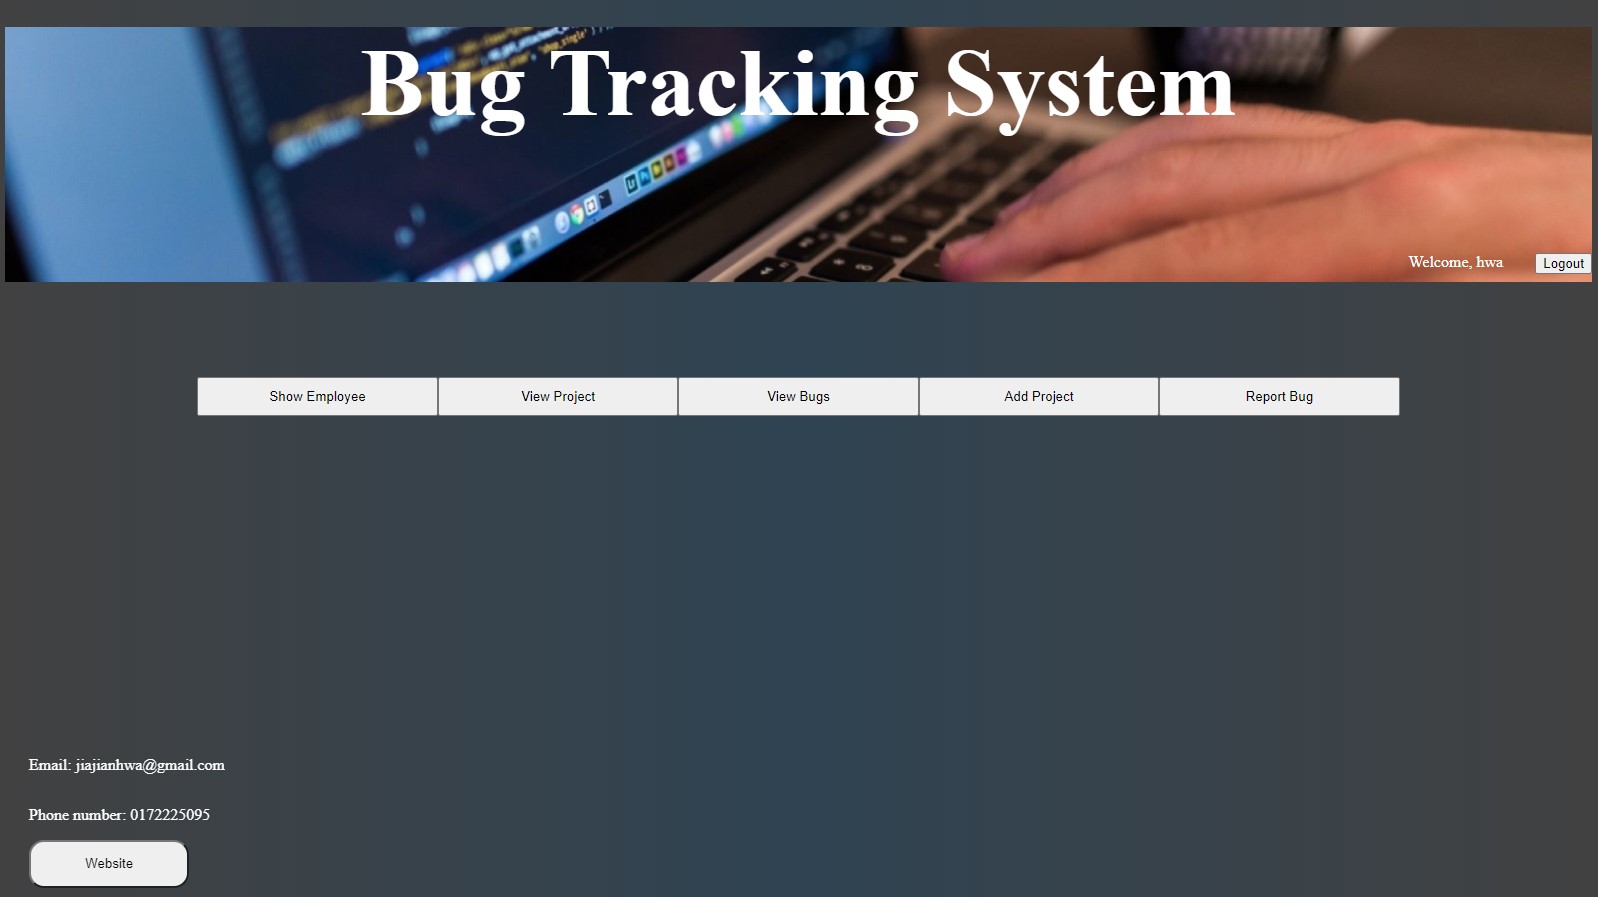 Bug Tracking System
Welcome, hwa
Logout
Show Employee
View Project
View Bugs
Add Project
Report Bug
Email: jiajianhwa@gmail.com
Phone number: 0172225095
Website